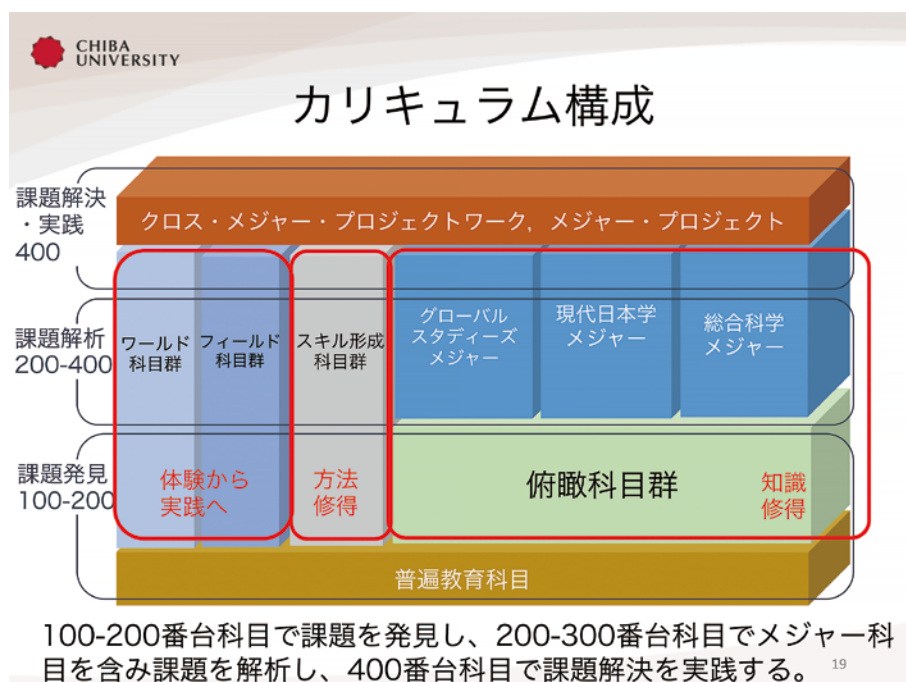 CHIBA
UNIVERSITY
カリキュラム構成
課題解決
・実践
400
クロス・メジャー・プロジェクトワーク，メジャー・プロジェクト
課題解析
200-400
ワールド
科目群
フィールド
科目群
スキル形成
科目群
グローバル
スタディーズ
メジャー
現代日本学
メジャー
総合科学
メジャー
課題発見
100-200
体験から
実践へ
方法
修得
俯瞰科目群
知識
修得
普遍教育科目
100-200番台科目で課題を発見し、200-300番台科目でメジャー科
目を含み課題を解析し、400番台科目で課題解決を実践する。
19